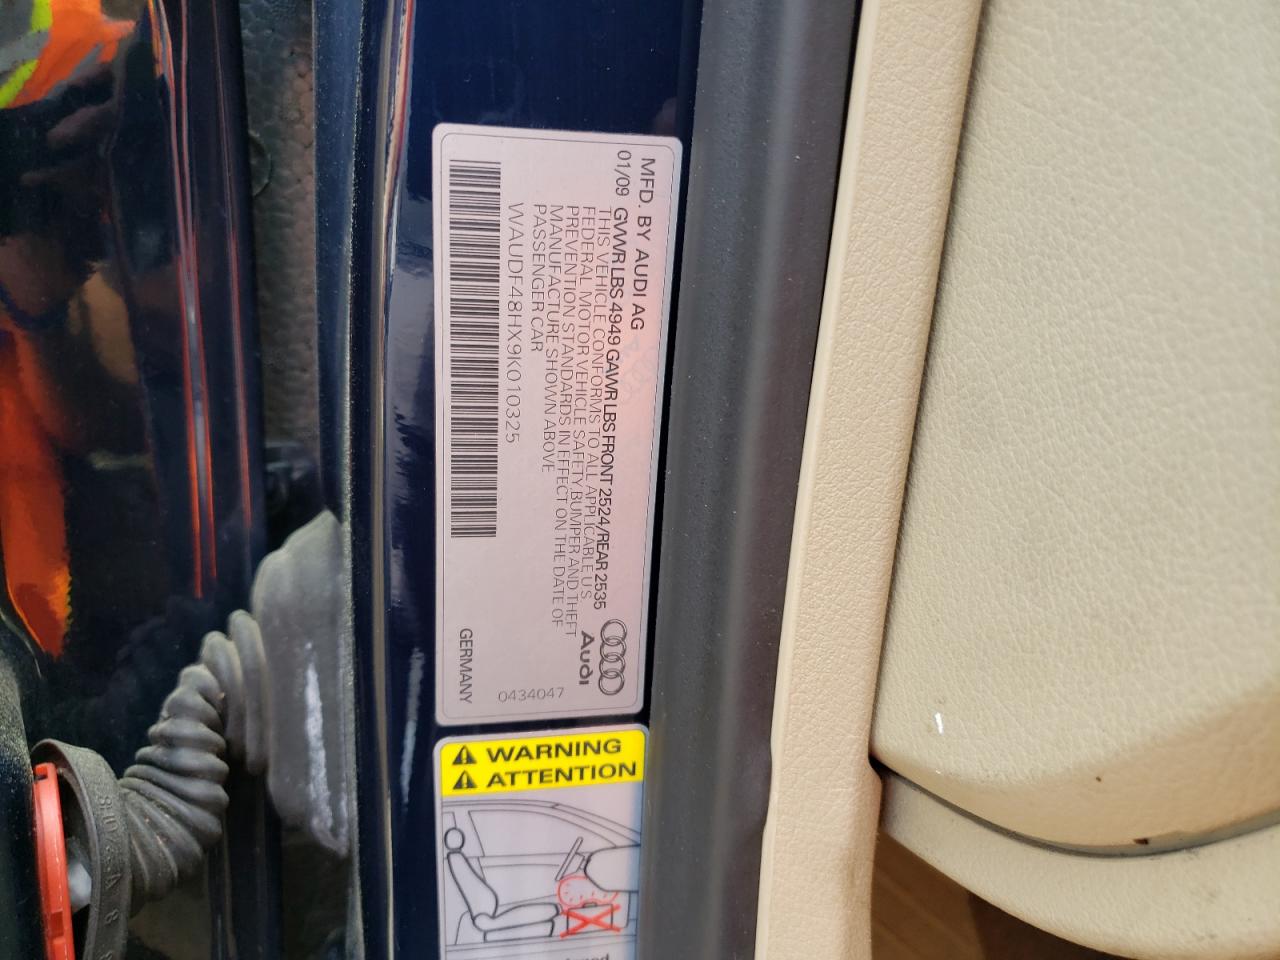 MFD. BY AUDI AG
01/09 GVWR LBS 4949 GAWR LBS FRONT 2524/REAR 2535
THIS VEHICLE CONFORMS TO ALL APPLICABLE U S
FEDERAL MOTOR VEHICLE SAFETY,BUMPER AND THEFT
PREVENTION STANDARDS IN EFFECT ON THE DATE OF
MANUFACTURE SHOWN ABOVE
PASSENGER CAR
WAUDF48HX9K010325
Audi
0434047
GERMANY
WARNING
ATTENTION